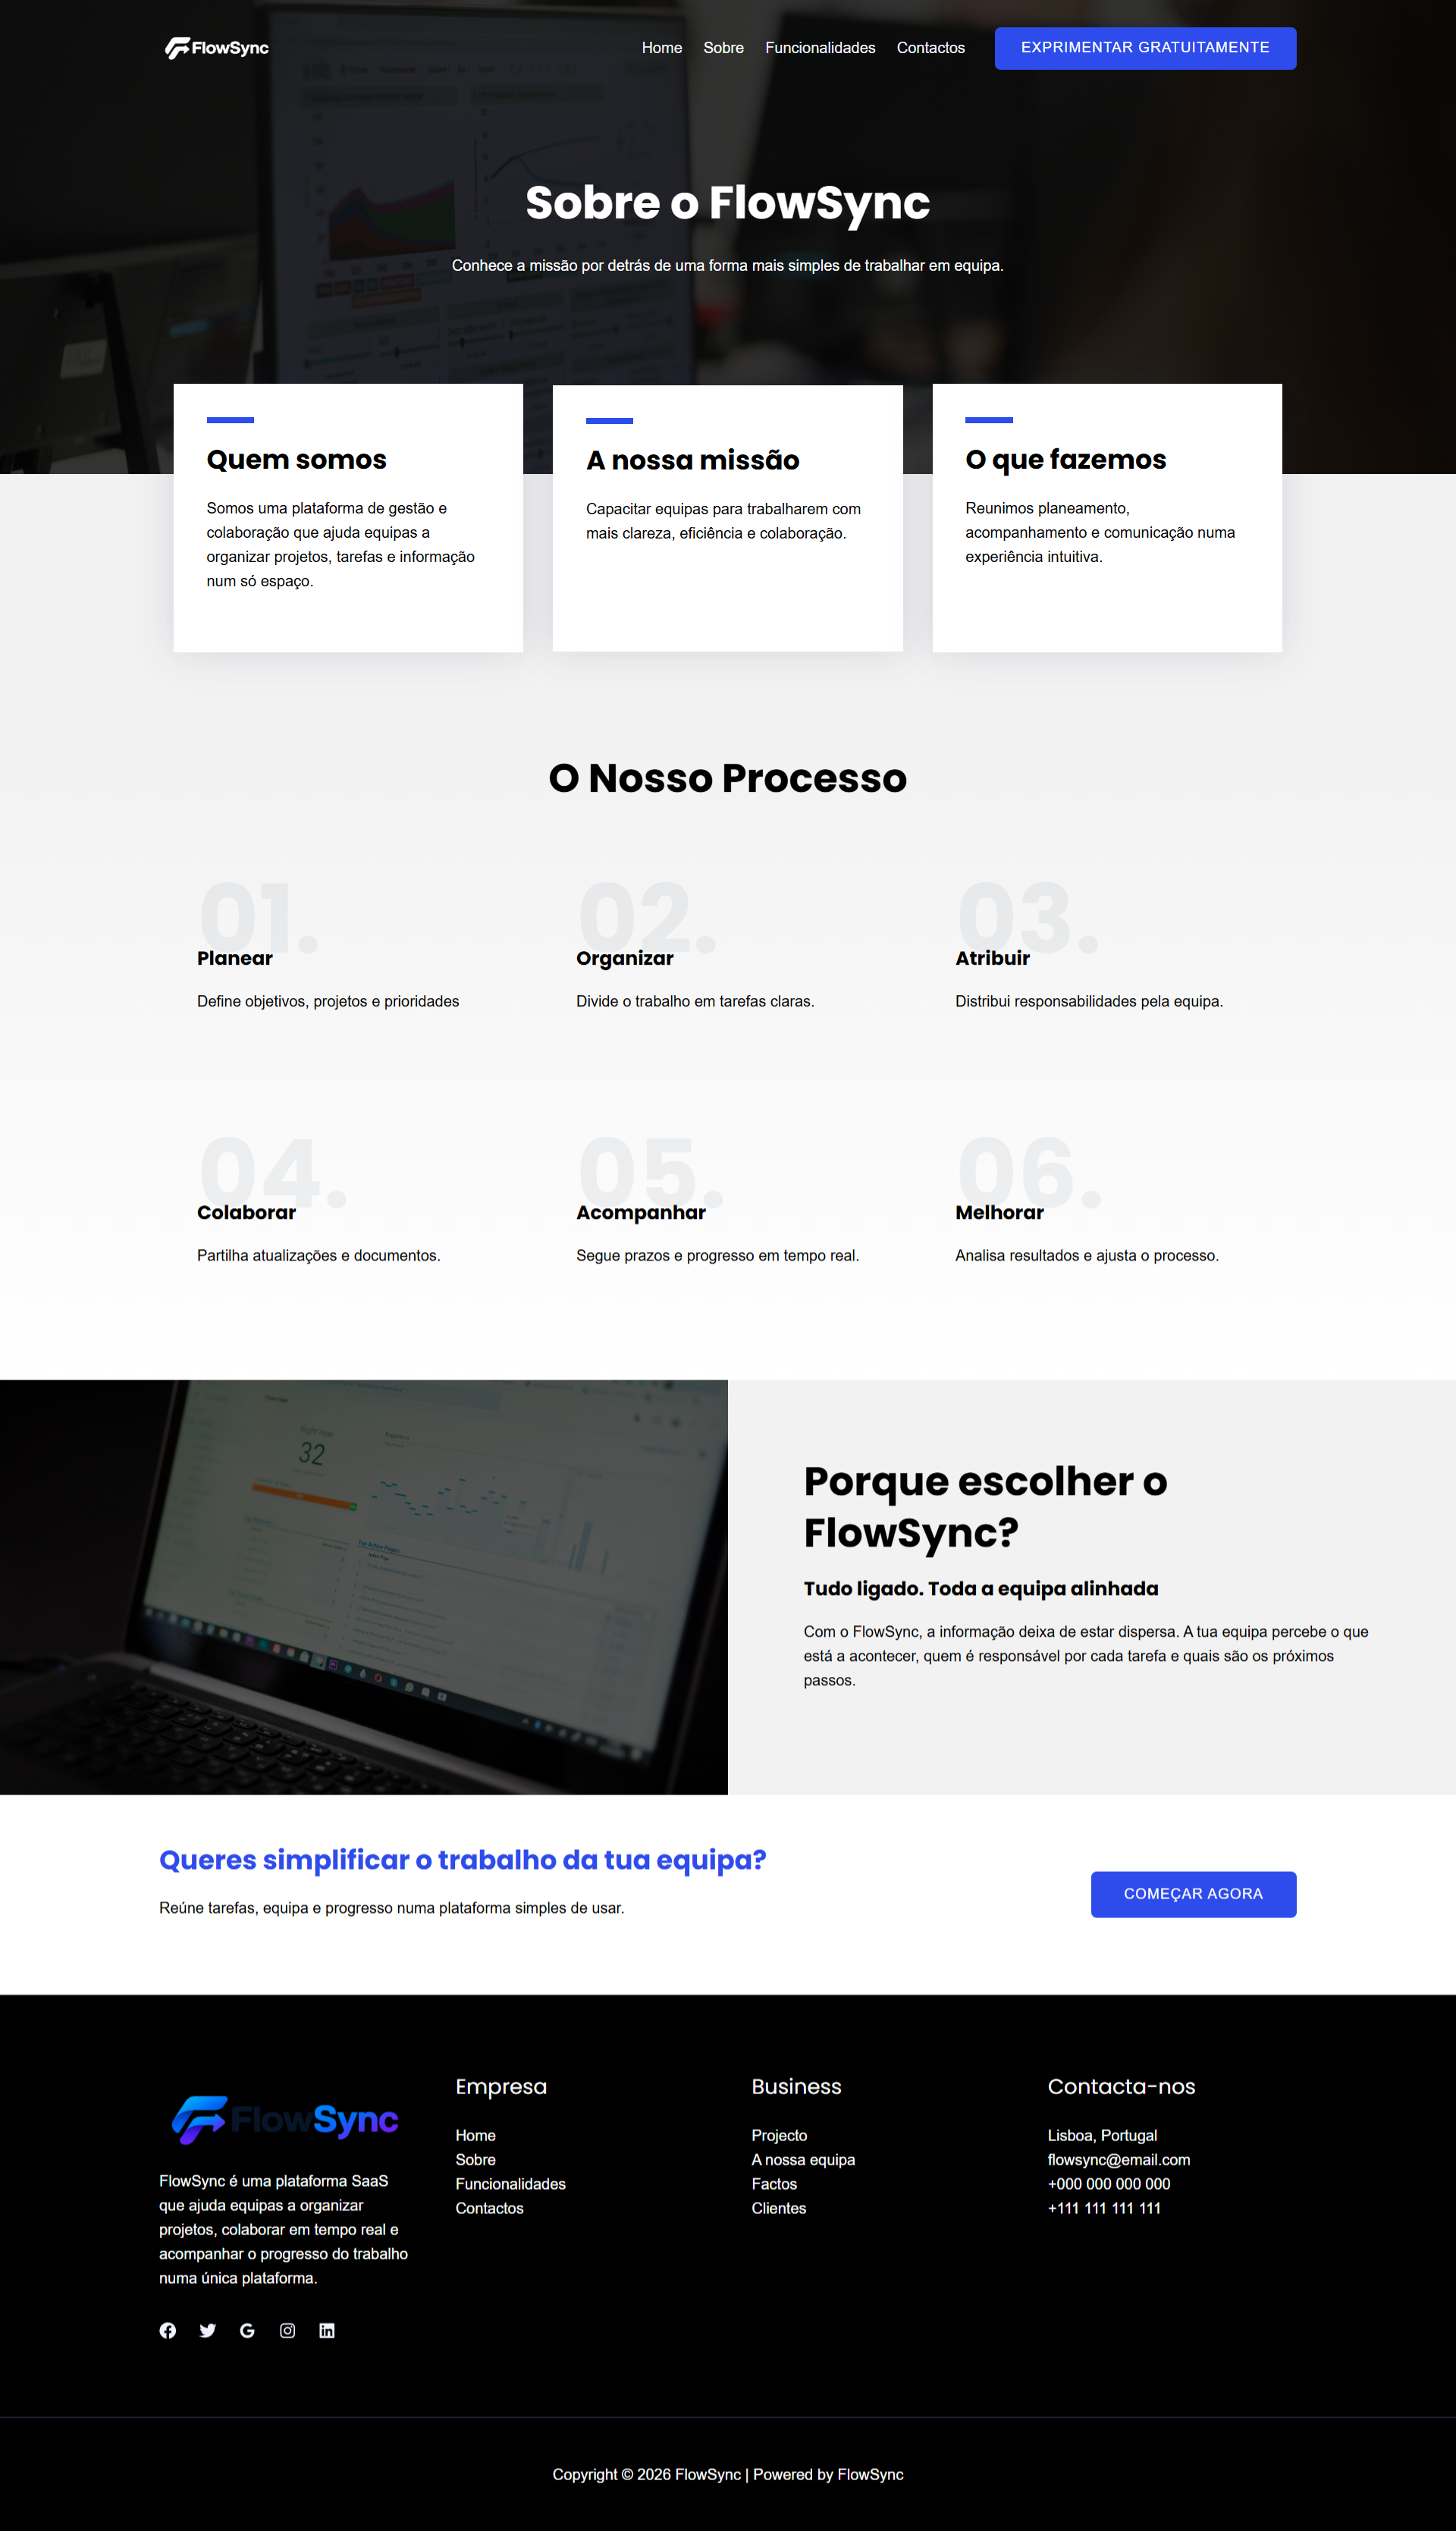 FlowSync
Home Sobre Funcionalidades Contactos EXPRIMENTAR GRATUITAMENTE
Sobre o FlowSync
Conhece a missão por detrás de uma forma mais simples de trabalhar em equipa.
Quem somos
Somos uma plataforma de gestão e
colaboração que ajuda equipas a
organizar projetos, tarefas e informação
num só espaço.
A nossa missão
Capacitar equipas para trabalharem com
mais clareza, eficiência e colaboração.
O que fazemos
Reunimos planeamento,
acompanhamento e comunicação numa
experiência intuitiva.
O Nosso Processo
01.
Planear
Define objetivos, projetos e prioridades
02.
Organizar
Divide o trabalho em tarefas claras.
03.
Atribuir
Distribui responsabilidades pela equipa.
04.
Colaborar
Partilha atualizações e documentos.
05.
Acompanhar
Segue prazos e progresso em tempo real.
06.
Melhorar
Analisa resultados e ajusta o processo.
Right now
32
Top Active Pages
Porque escolher o
FlowSync?
Tudo ligado. Toda a equipa alinhada
Com o FlowSync, a informação deixa de estar dispersa. A tua equipa percebe o que
está a acontecer, quem é responsável por cada tarefa e quais são os próximos
passos.
Queres simplificar o trabalho da tua equipa?
Reúne tarefas, equipa e progresso numa plataforma simples de usar.
COMEÇAR AGORA
FlowSync
FlowSync é uma plataforma SaaS
que ajuda equipas a organizar
projetos, colaborar em tempo real e
acompanhar o progresso do trabalho
numa única plataforma.
Empresa
Home
Sobre
Funcionalidades
Contactos
Business
Projecto
A nossa equipa
Factos
Clientes
Contacta-nos
Lisboa, Portugal
flowsync@email.com
+000 000 000 000
+111 111 111 111
Copyright © 2026 FlowSync | Powered by FlowSync